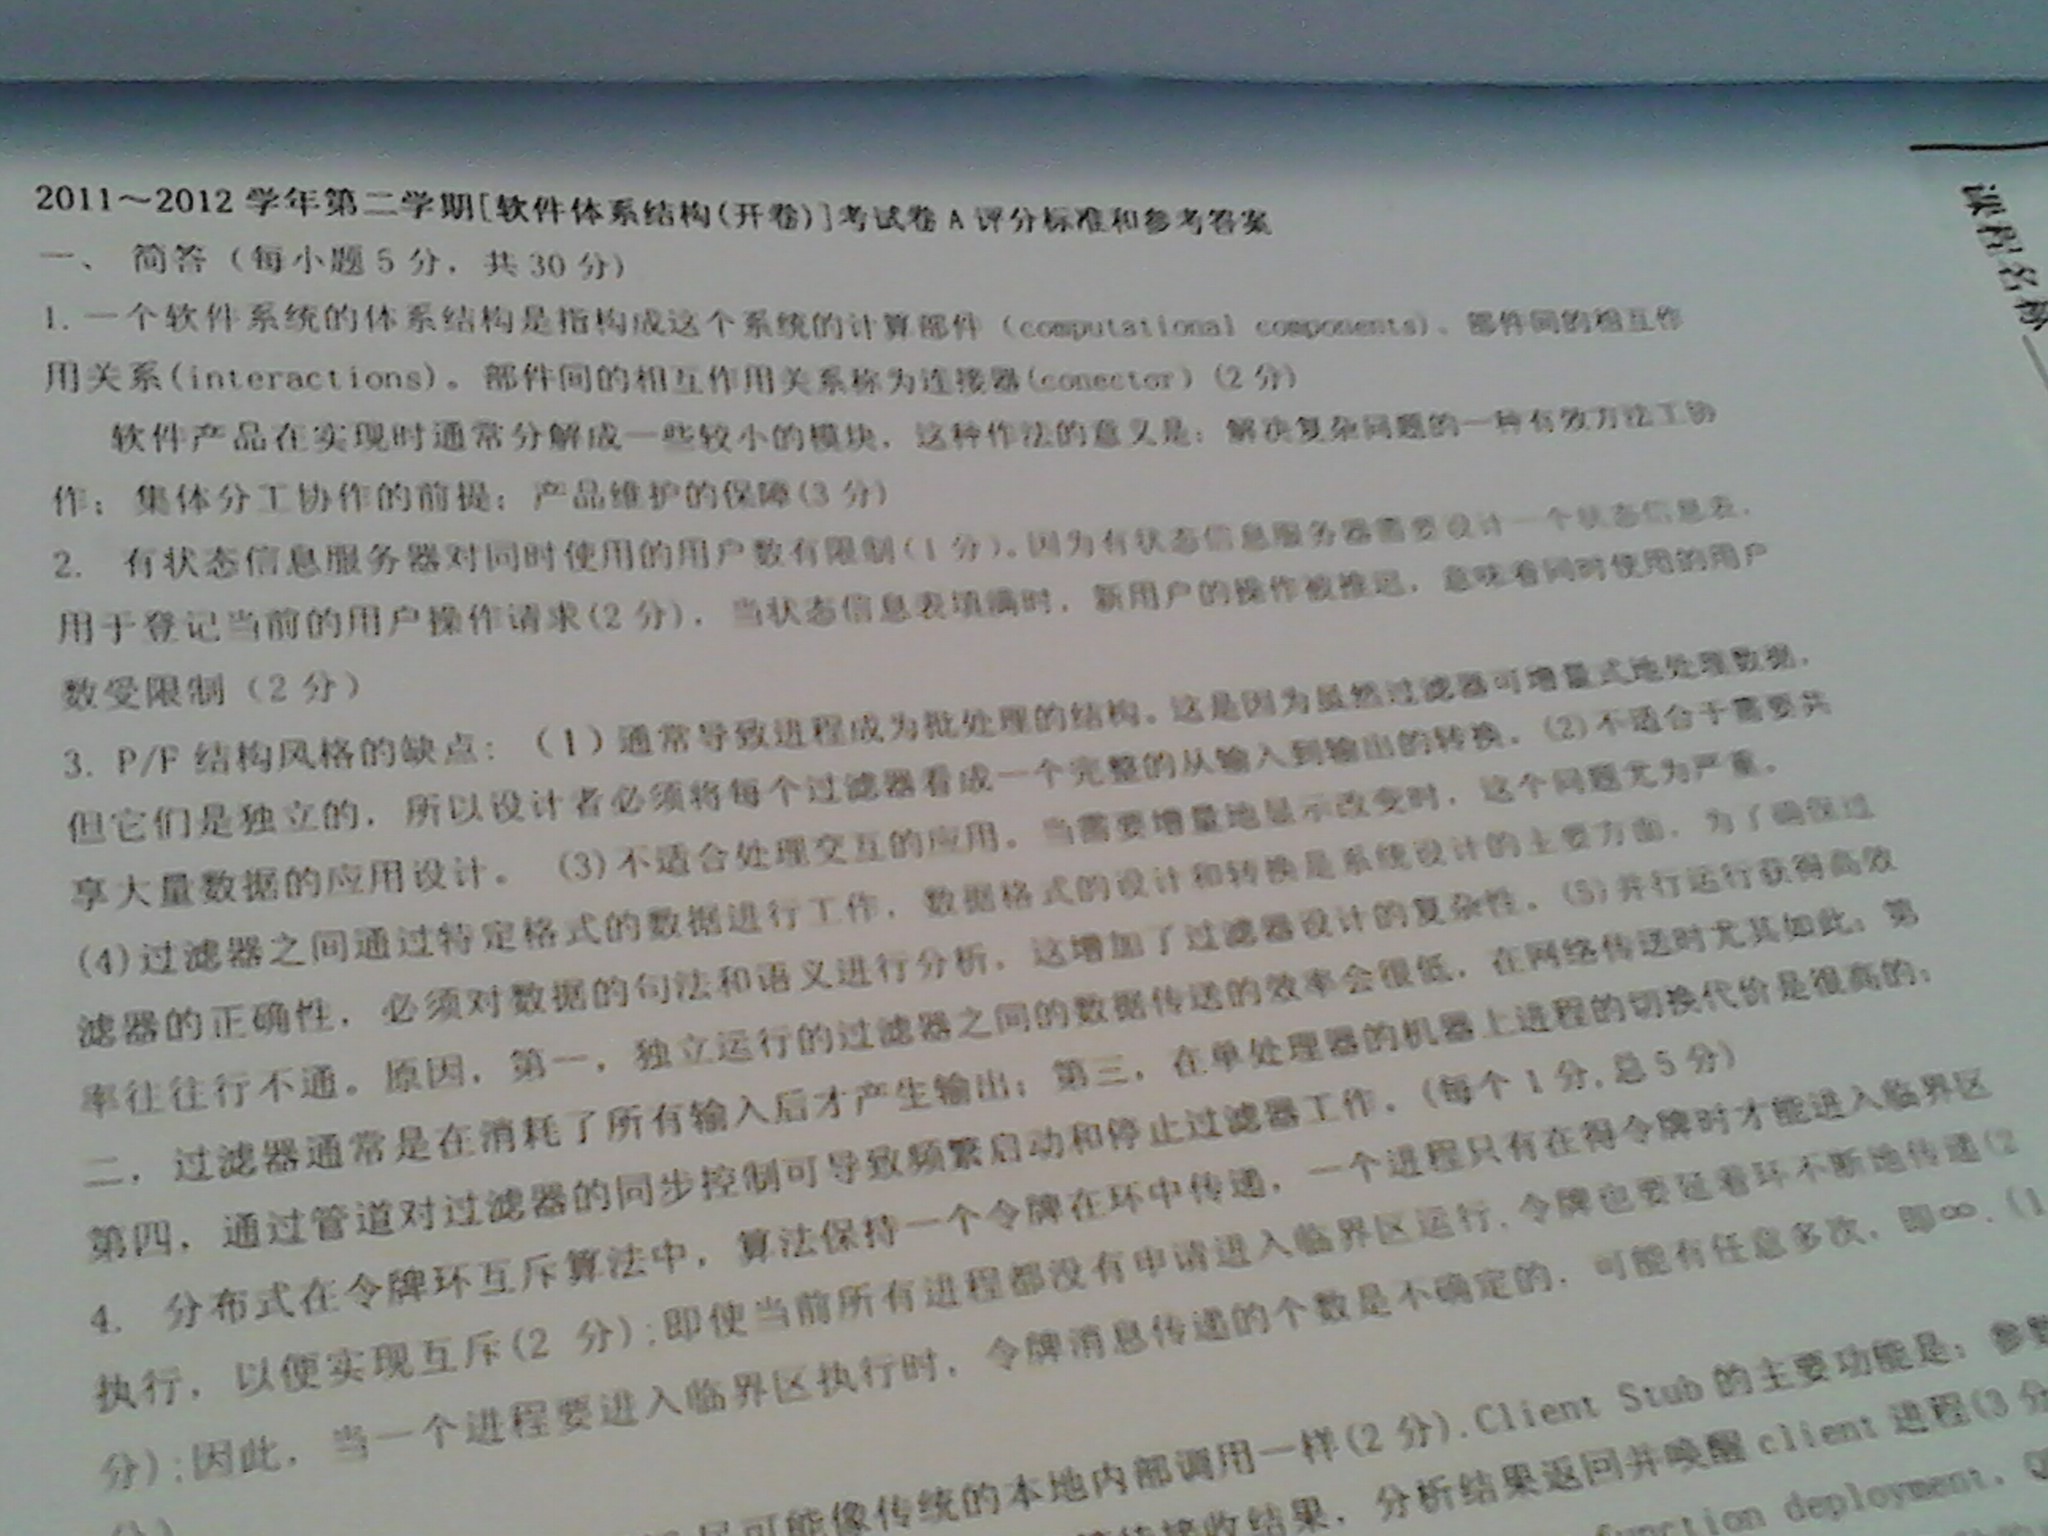 2011～2012 学年第二学期[软件体系结构(开卷)]考试卷 A 评分标准和参考答案
课程名称
一、 简答（每小题 5 分，共 30 分）
1. 一个软件系统的体系结构是指构成这个系统的计算部件（computational components）、部件间的相互作
用关系(interactions)。部件间的相互作用关系称为连接器(conector)（2 分）
软件产品在实现时通常分解成一些较小的模块，这种作法的意义是：解决复杂问题的一种有效方法工协
作；集体分工协作的前提；产品维护的保障(3 分)
2. 有状态信息服务器对同时使用的用户数有限制(1 分)。因为有状态信息服务器需要设计一个状态信息表，
用于登记当前的用户操作请求(2 分)，当状态信息表填满时，新用户的操作被推迟，意味着同时使用的用户
数受限制（2 分）
3. P/F 结构风格的缺点：（1）通常导致进程成为批处理的结构。这是因为虽然过滤器可增量式地处理数据，
但它们是独立的，所以设计者必须将每个过滤器看成一个完整的从输入到输出的转换。(2)不适合于需要共
享大量数据的应用设计。 (3)不适合处理交互的应用。当需要增量地显示改变时，这个问题尤为严重。
(4)过滤器之间通过特定格式的数据进行工作，数据格式的设计和转换是系统设计的主要方面，为了确保过
滤器的正确性，必须对数据的句法和语义进行分析，这增加了过滤器设计的复杂性。(5)并行运行获得高效
率往往行不通。原因，第一，独立运行的过滤器之间的数据传送的效率会很低，在网络传送时尤其如此；第
二，过滤器通常是在消耗了所有输入后才产生输出；第三，在单处理器的机器上进程的切换代价是很高的；
第四，通过管道对过滤器的同步控制可导致频繁启动和停止过滤器工作。(每个 1 分,总 5 分)
4. 分布式在令牌环互斥算法中，算法保持一个令牌在环中传递，一个进程只有在得令牌时才能进入临界区
执行，以便实现互斥(2 分);即使当前所有进程都没有申请进入临界区运行,令牌也要延着环不断地传递(2
分);因此，当一个进程要进入临界区执行时，令牌消息传递的个数是不确定的，可能有任意多次，即∞.(1
分)
可能像传统的本地内部调用一样(2 分).Client Stub 的主要功能是：参数
接收结果，分析结果返回并唤醒 client 进程(3 分
function deployment，